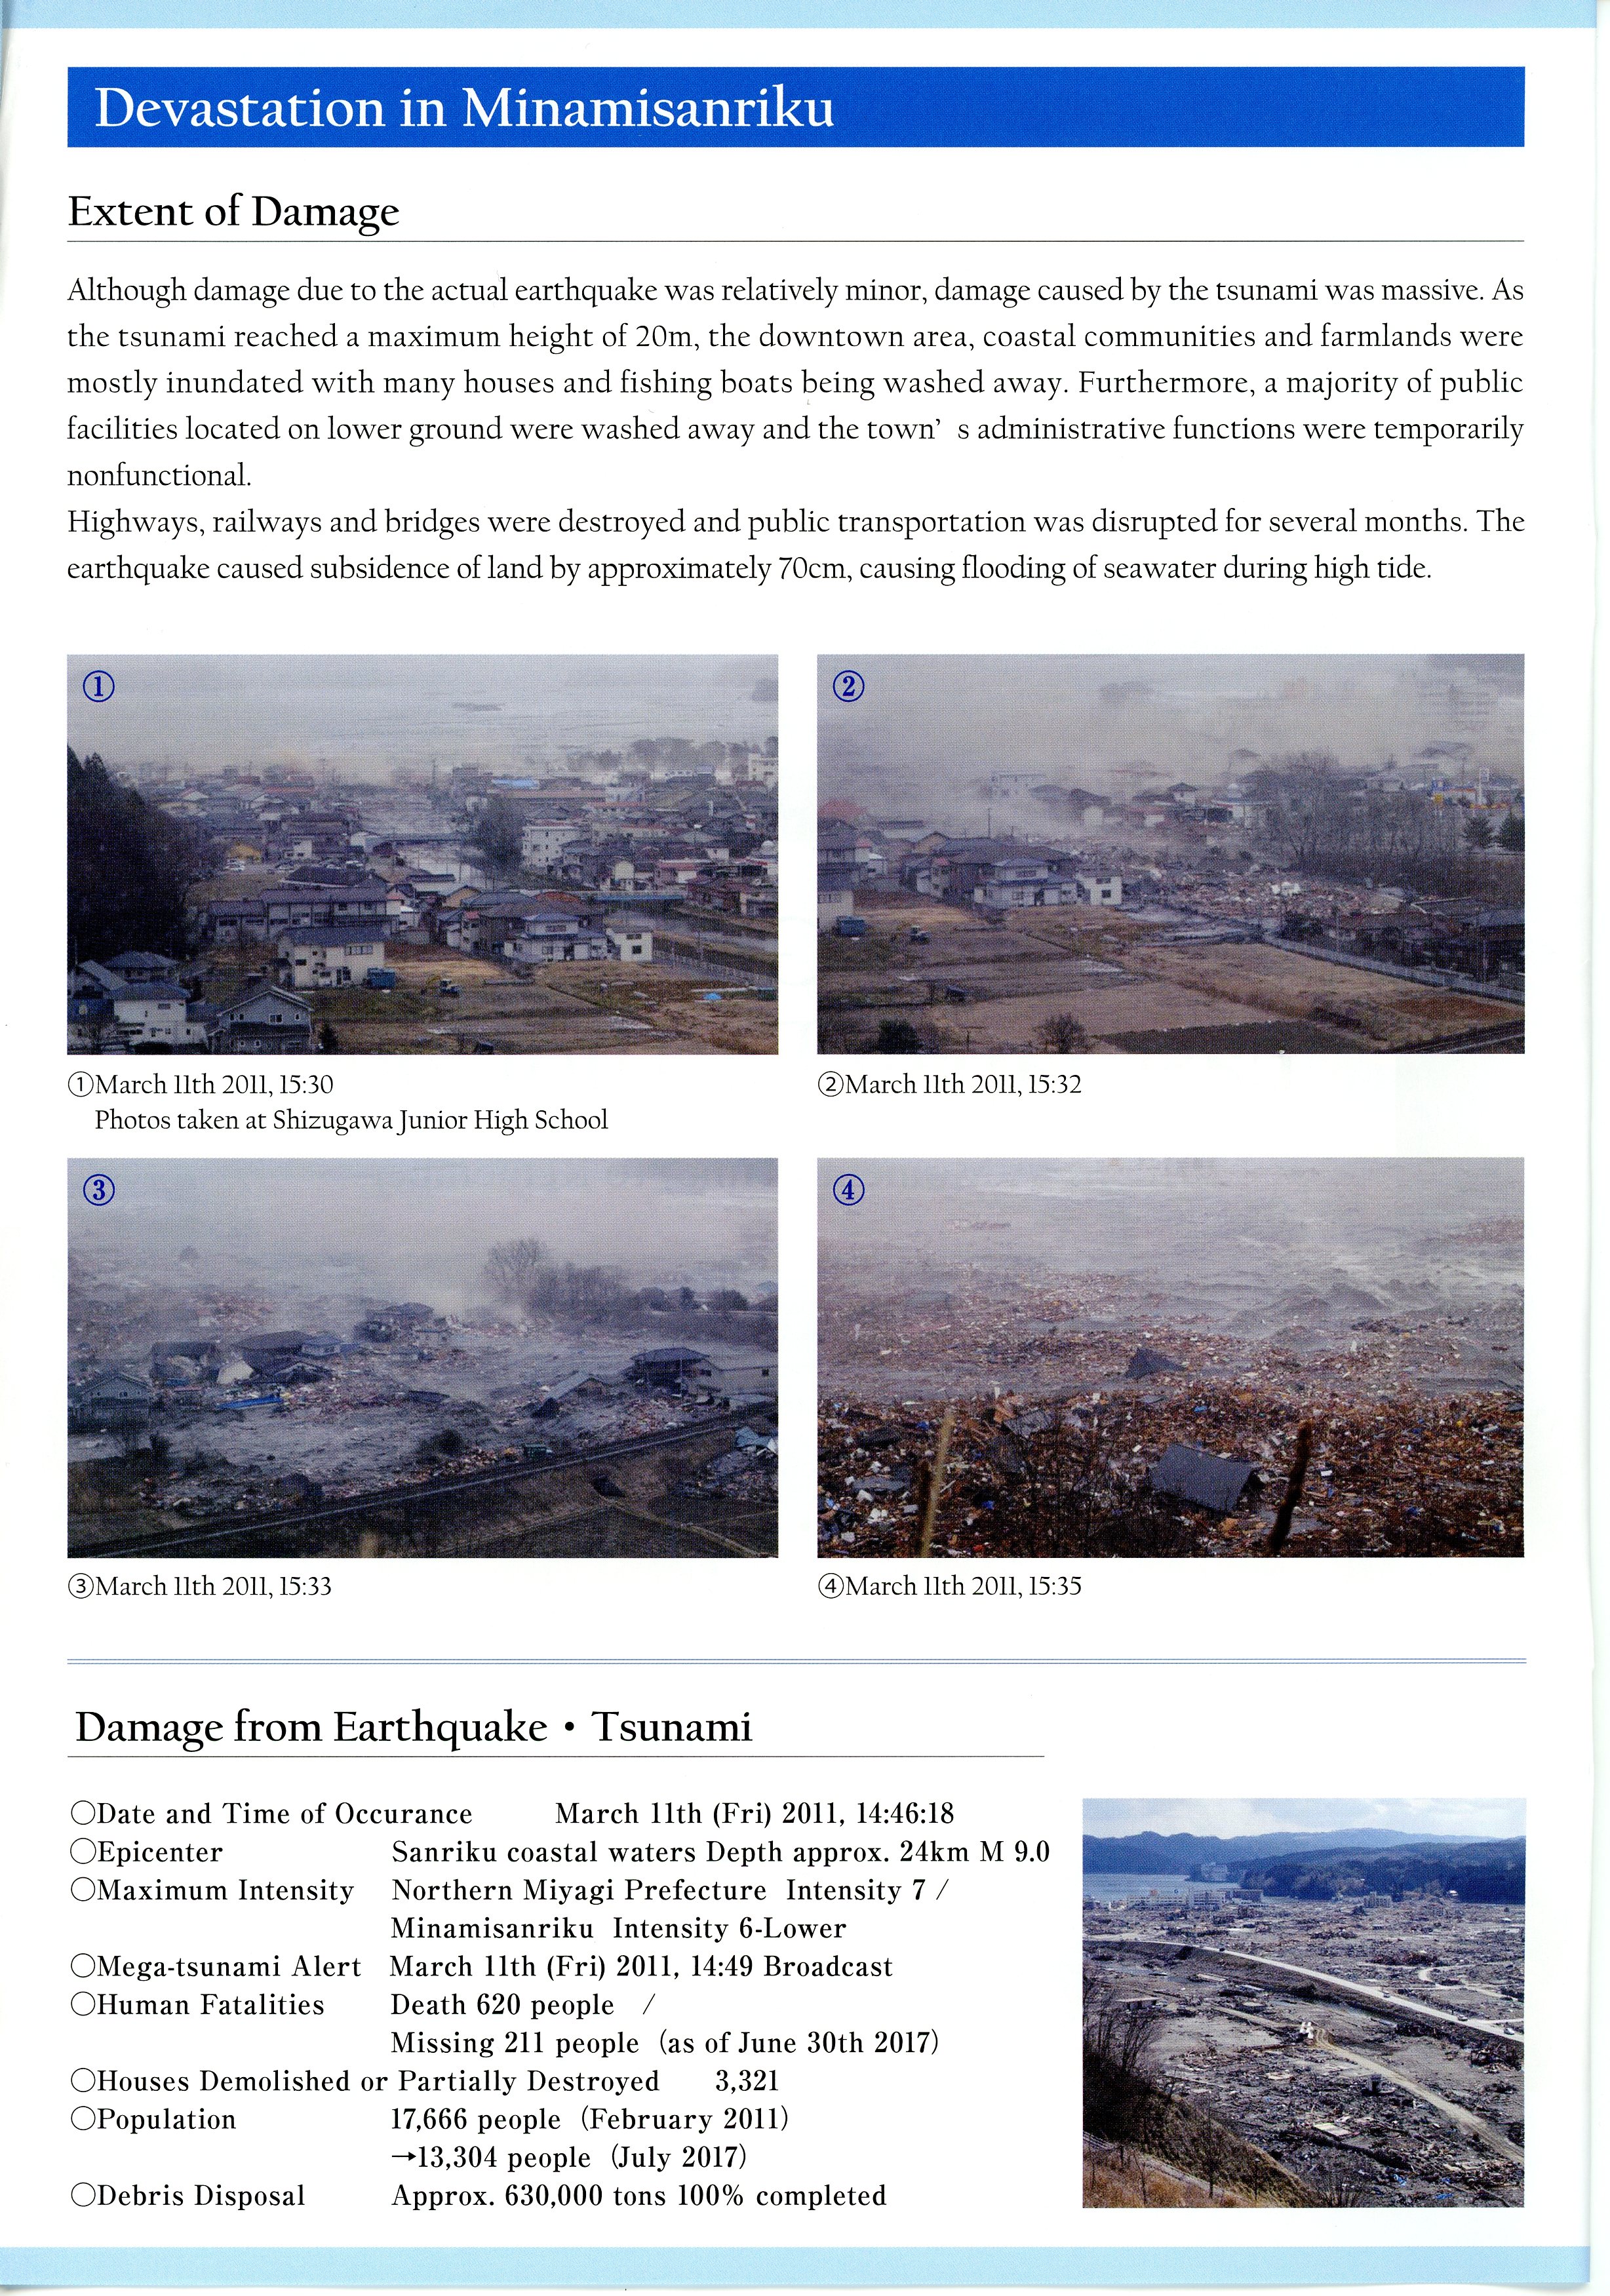 Devastation in Minamisanriku
Extent of Damage
Although damage due to the actual earthquake was relatively minor, damage caused by the tsunami was massive. As
the tsunami reached a maximum height of 20m, the downtown area, coastal communities and farmlands were
mostly inundated with many houses and fishing boats being washed away. Furthermore, a majority of public
facilities located on lower ground were washed away and the town’ s administrative functions were temporarily
nonfunctional.
Highways, railways and bridges were destroyed and public transportation was disrupted for several months. The
earthquake caused subsidence of land by approximately 70cm, causing flooding of seawater during high tide.
①
②
①March 11th 2011, 15:30
Photos taken at Shizugawa Junior High School
②March 11th 2011, 15:32
③
④
③March 11th 2011, 15:33
④March 11th 2011, 15:35
Damage from Earthquake・Tsunami
○Date and Time of Occurance March 11th (Fri) 2011, 14:46:18
○Epicenter Sanriku coastal waters Depth approx. 24km M 9.0
○Maximum Intensity Northern Miyagi Prefecture Intensity 7 /
Minamisanriku Intensity 6-Lower
○Mega-tsunami Alert March 11th (Fri) 2011, 14:49 Broadcast
○Human Fatalities Death 620 people /
Missing 211 people (as of June 30th 2017)
○Houses Demolished or Partially Destroyed 3,321
○Population 17,666 people (February 2011)
→13,304 people (July 2017)
○Debris Disposal Approx. 630,000 tons 100% completed